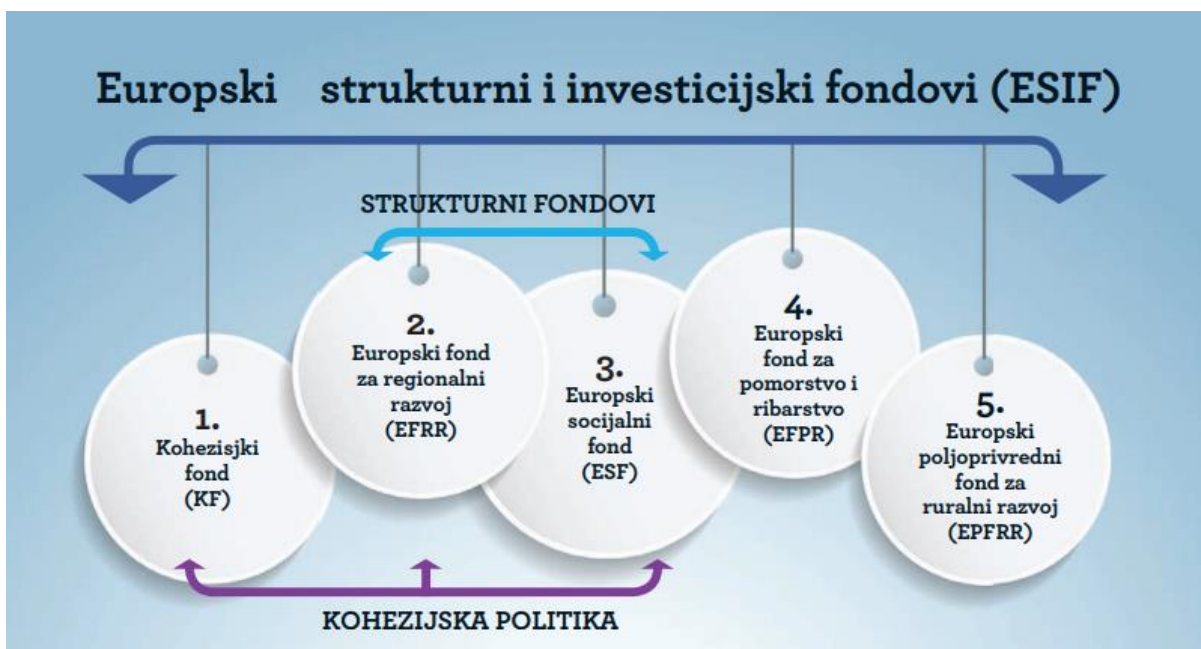 Europski strukturni i investicijski fondovi (ESIF)
STRUKTURNI FONDOVI
1.
Kohezisjki
fond
(KF)
2.
Europski fond
za regionalni
razvoj
(EFRR)
3.
Europski
socijalni
fond
(ESF)
4.
Europski
fond za
pomorstvo i
ribarstvo
(EFPR)
5.
Europski
poljoprivredni
fond za
ruralni razvoj
(EPFRR)
KOHEZIJSKA POLITIKA